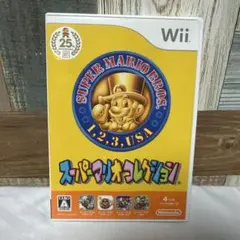 25
Wii
SUPER MARIO BROS.
1, 2, 3, USA
スーパーマリオコレクション
A
Nintendo